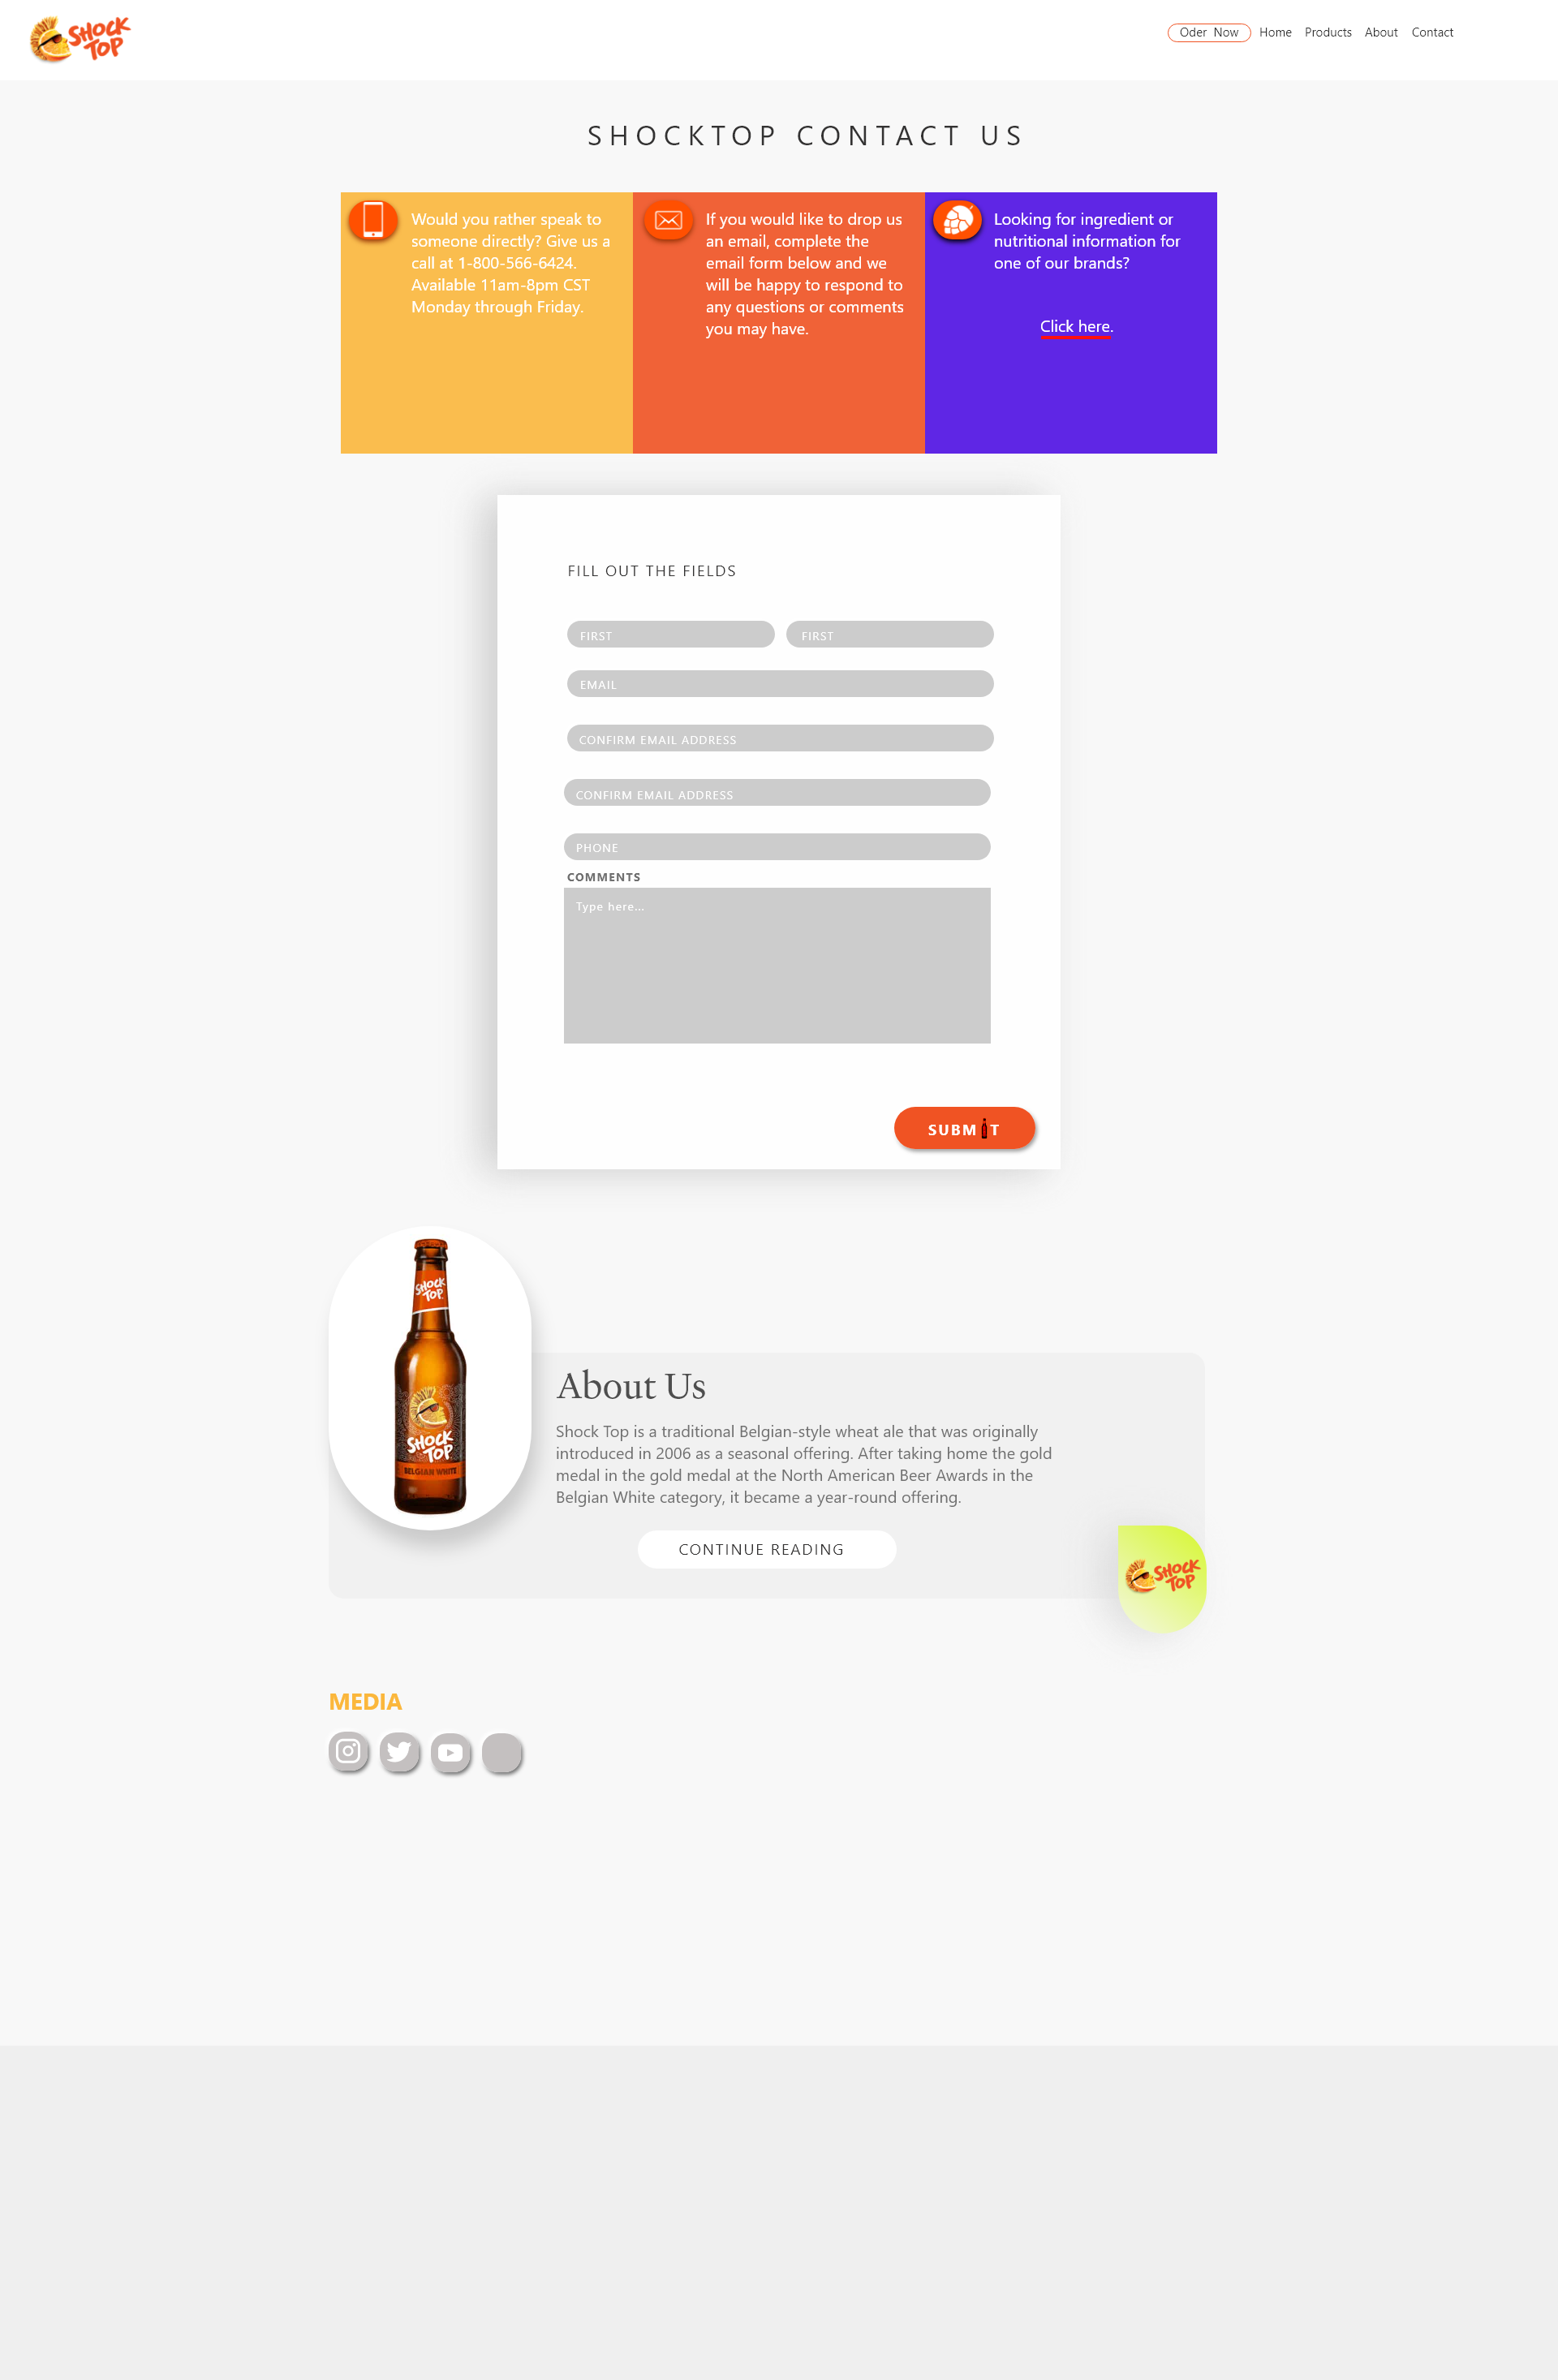 SHOCK
TOP
Oder Now Home Products About Contact
SHOCKTOP CONTACT US
Would you rather speak to
someone directly? Give us a
call at 1-800-566-6424.
Available 11am-8pm CST
Monday through Friday.
If you would like to drop us
an email, complete the
email form below and we
will be happy to respond to
any questions or comments
you may have.
Looking for ingredient or
nutritional information for
one of our brands?
Click here.
FILL OUT THE FIELDS
FIRST FIRST
EMAIL
CONFIRM EMAIL ADDRESS
CONFIRM EMAIL ADDRESS
PHONE
COMMENTS
Type here...
SUBMIT
SHOCK
TOP
SHOCK
TOP
BELGIAN WHITE
About Us
Shock Top is a traditional Belgian-style wheat ale that was originally
introduced in 2006 as a seasonal offering. After taking home the gold
medal in the gold medal at the North American Beer Awards in the
Belgian White category, it became a year-round offering.
CONTINUE READING
SHOCK
TOP
MEDIA